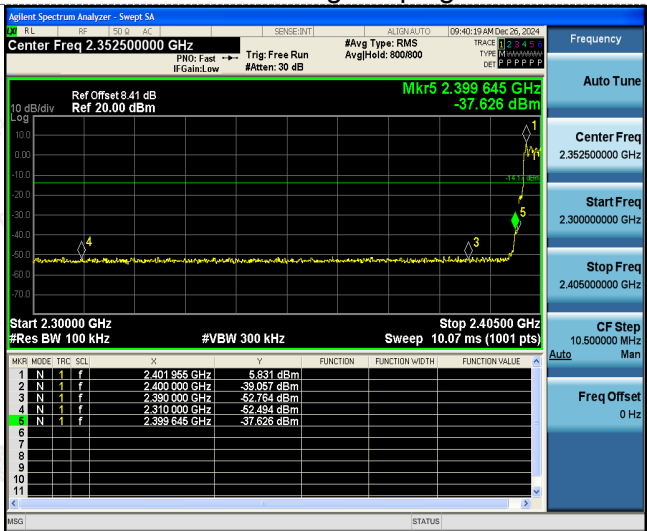 Agilent Spectrum Analyzer - Swept SA
RL RF 50 Ω AC SENSE:INT ALIGN AUTO 09:40:19 AM Dec 26, 2024
Center Freq 2.352500000 GHz
PNO: Fast
IFGain:Low
Trig: Free Run
#Atten: 30 dB
#Avg Type: RMS
Avg|Hold: 800/800
TRACE 1 2 3 4 5 6
TYPE M W W W W W
DET P P P P P P
Frequency
Auto Tune
Center Freq
2.352500000 GHz
Start Freq
2.300000000 GHz
Stop Freq
2.405000000 GHz
CF Step
10.500000 MHz
Auto Man
Freq Offset
0 Hz
Mkr5 2.399 645 GHz
-37.626 dBm
Ref Offset 8.41 dB
10 dB/div Ref 20.00 dBm
Log
10.0
0.00
-10.0
-20.0
-30.0
-40.0
-50.0
-60.0
-70.0
1
5
3
4
Start 2.30000 GHz Stop 2.40500 GHz
#Res BW 100 kHz #VBW 300 kHz Sweep 10.07 ms (1001 pts)
MKR MODE TRC SCL X Y FUNCTION FUNCTION WIDTH FUNCTION VALUE
1 N 1 f 2.401 955 GHz 5.831 dBm
2 N 1 f 2.400 000 GHz -39.057 dBm
3 N 1 f 2.390 000 GHz -52.764 dBm
4 N 1 f 2.310 000 GHz -52.494 dBm
5 N 1 f 2.399 645 GHz -37.626 dBm
6
7
8
9
10
11
MSG STATUS